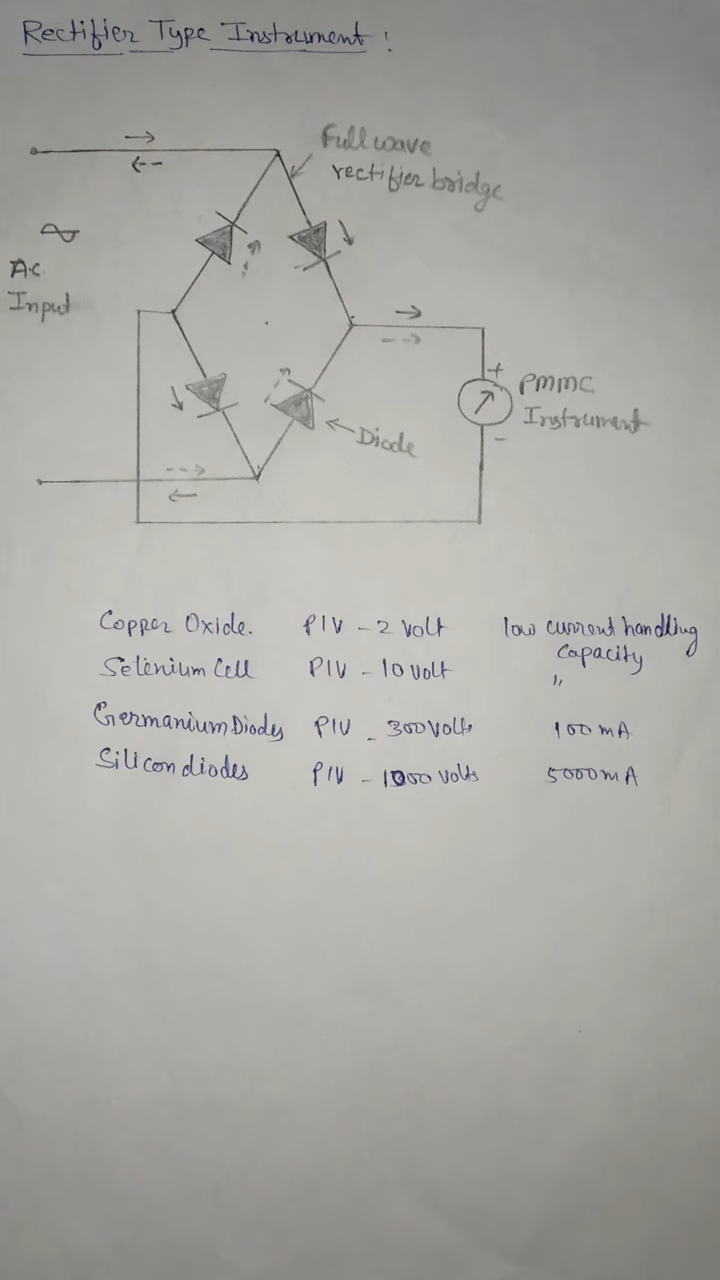 Rectifier Type Instrument :
Full wave
rectifier bridge
A.C.
Input
+
PMMC
Instrument
-
Diode
Copper Oxide. PIV - 2 Volt low current handling
Capacity
Selenium Cell PIV - 10 Volt "
Germanium Diodes PIV - 300 Volts 100 mA
Silicon diodes PIV - 1000 Volts 5000 mA